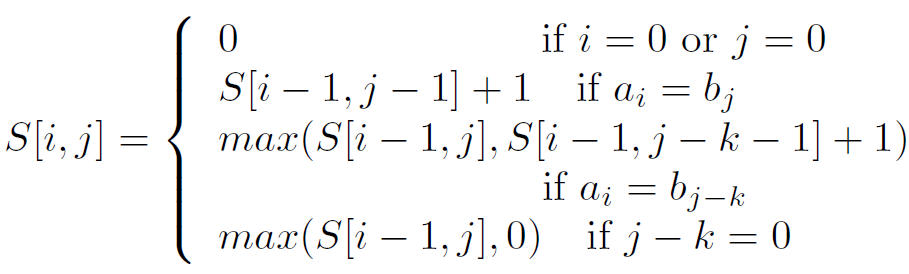 0 if i = 0 or j = 0
S[i − 1, j − 1] + 1 if a_i = b_j
S[i, j] = { max(S[i − 1, j], S[i − 1, j − k − 1] + 1)
if a_i = b_{j−k}
max(S[i − 1, j], 0) if j − k = 0